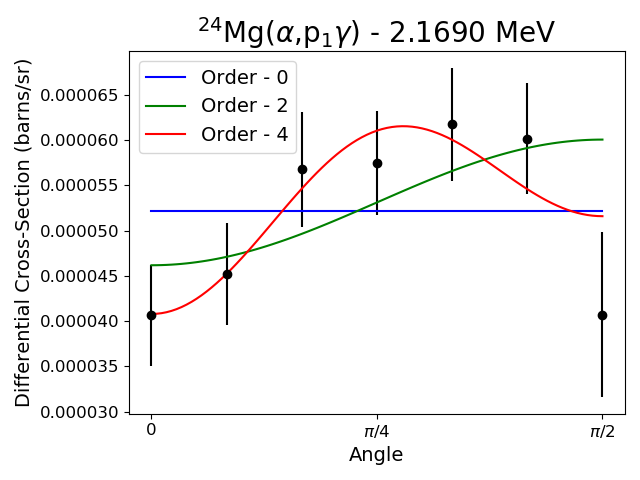 ²⁴Mg(α,p₁γ) - 2.1690 MeV
Order - 0
Order - 2
Order - 4
Differential Cross-Section (barns/sr)
0.000065
0.000060
0.000055
0.000050
0.000045
0.000040
0.000035
0.000030
0
π/4
π/2
Angle